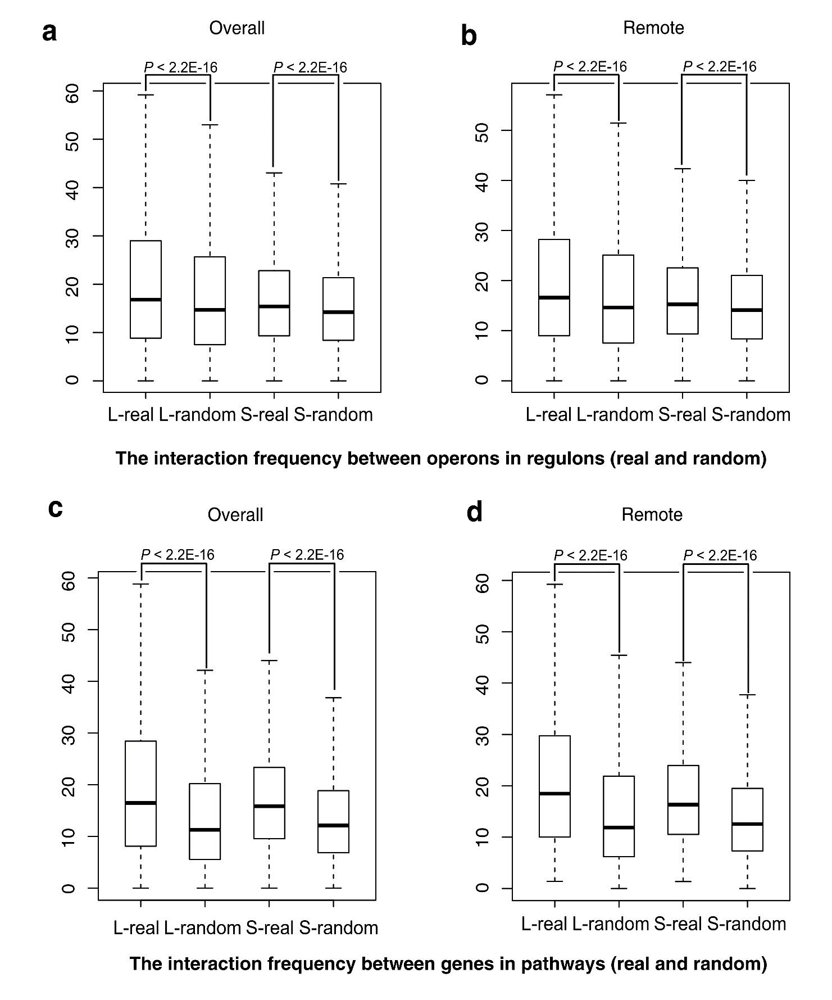 a
Overall
b
Remote
P < 2.2E-16
P < 2.2E-16
P < 2.2E-16
P < 2.2E-16
60
50
40
30
20
10
0
50
40
30
20
10
0
L-real L-random S-real S-random
L-real L-random S-real S-random
The interaction frequency between operons in regulons (real and random)
c
Overall
d
Remote
P < 2.2E-16
P < 2.2E-16
P < 2.2E-16
P < 2.2E-16
60
50
40
30
20
10
0
60
50
40
30
20
10
0
L-real L-random S-real S-random
L-real L-random S-real S-random
The interaction frequency between genes in pathways (real and random)